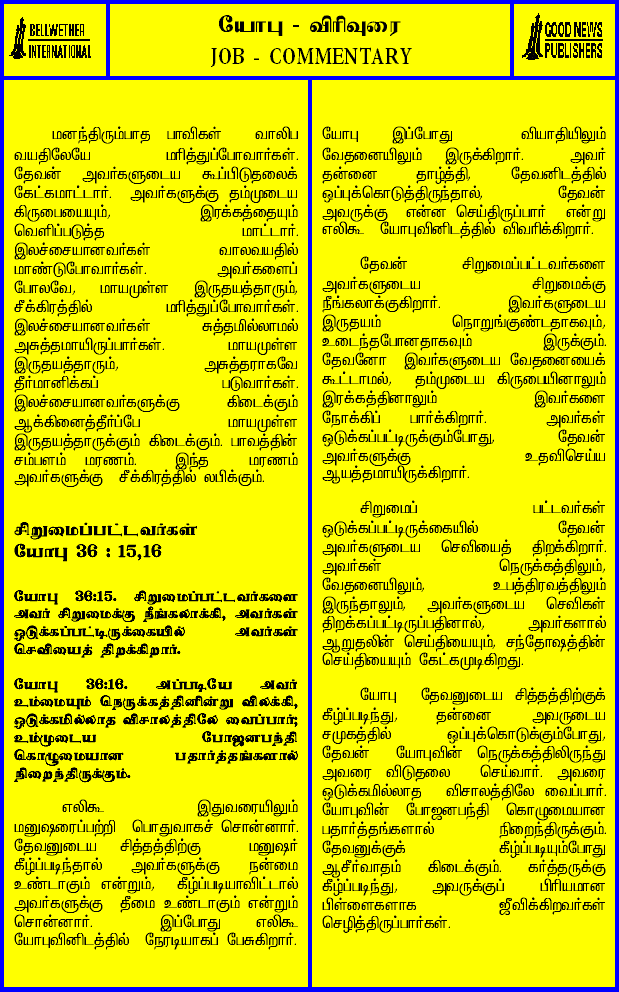 BELLWETHER
INTERNATIONAL
யோபு - விரிவுரை
JOB - COMMENTARY
GOOD NEWS
PUBLISHERS
மனந்திரும்பாத பாவிகள் வாலிப
வயதிலேயே மரித்துப்போவார்கள்.
தேவன் அவர்களுடைய கூப்பிடுதலைக்
கேட்கமாட்டார். அவர்களுக்கு தம்முடைய
கிருபையையும், இரக்கத்தையும்
வெளிப்படுத்த மாட்டார்.
இலச்சையானவர்கள் வாலவயதில்
மாண்டுபோவார்கள். அவர்களைப்
போலவே, மாயமுள்ள இருதயத்தாரும்,
சீக்கிரத்தில் மரித்துப்போவார்கள்.
இலச்சையானவர்கள் சுத்தமில்லாமல்
அசுத்தமாயிருப்பார்கள். மாயமுள்ள
இருதயத்தாரும், அசுத்தராகவே
தீர்மானிக்கப் படுவார்கள்.
இலச்சையானவர்களுக்கு கிடைக்கும்
ஆக்கினைத்தீர்ப்பே மாயமுள்ள
இருதயத்தாருக்கும் கிடைக்கும். பாவத்தின்
சம்பளம் மரணம். இந்த மரணம்
அவர்களுக்கு சீக்கிரத்தில் லபிக்கும்.
சிறுமைப்பட்டவர்கள்
யோபு 36 : 15,16
யோபு 36:15. சிறுமைப்பட்டவர்களை
அவர் சிறுமைக்கு நீங்கலாக்கி, அவர்கள்
ஒடுக்கப்பட்டிருக்கையில் அவர்கள்
செவியைத் திறக்கிறார்.
யோபு 36:16. அப்படியே அவர்
உம்மையும் நெருக்கத்தினின்று விலக்கி,
ஒடுக்கமில்லாத விசாலத்திலே வைப்பார்;
உம்முடைய போஜனபந்தி
கொழுமையான பதார்த்தங்களால்
நிறைந்திருக்கும்.
எலிகூ இதுவரையிலும்
மனுஷரைப்பற்றி பொதுவாகச் சொன்னார்.
தேவனுடைய சித்தத்திற்கு மனுஷர்
கீழ்ப்படிந்தால் அவர்களுக்கு நன்மை
உண்டாகும் என்றும், கீழ்ப்படியாவிட்டால்
அவர்களுக்கு தீமை உண்டாகும் என்றும்
சொன்னார். இப்போது எலிகூ
யோபுவினிடத்தில் நேரடியாகப் பேசுகிறார்.
யோபு இப்போது வியாதியிலும்
வேதனையிலும் இருக்கிறார். அவர்
தன்னை தாழ்த்தி, தேவனிடத்தில்
ஒப்புக்கொடுத்திருந்தால், தேவன்
அவருக்கு என்ன செய்திருப்பார் என்று
எலிகூ யோபுவினிடத்தில் விவரிக்கிறார்.
தேவன் சிறுமைப்பட்டவர்களை
அவர்களுடைய சிறுமைக்கு
நீங்கலாக்குகிறார். இவர்களுடைய
இருதயம் நொறுங்குண்டதாகவும்,
உடைந்தபோனதாகவும் இருக்கும்.
தேவனோ இவர்களுடைய வேதனையைக்
கூட்டாமல், தம்முடைய கிருபையினாலும்
இரக்கத்தினாலும் இவர்களை
நோக்கிப் பார்க்கிறார். அவர்கள்
ஒடுக்கப்பட்டிருக்கும்போது, தேவன்
அவர்களுக்கு உதவிசெய்ய
ஆயத்தமாயிருக்கிறார்.
சிறுமைப் பட்டவர்கள்
ஒடுக்கப்பட்டிருக்கையில் தேவன்
அவர்களுடைய செவியைத் திறக்கிறார்.
அவர்கள் நெருக்கத்திலும்,
வேதனையிலும், உபத்திரவத்திலும்
இருந்தாலும், அவர்களுடைய செவிகள்
திறக்கப்பட்டிருப்பதினால், அவர்களால்
ஆறுதலின் செய்தியையும், சந்தோஷத்தின்
செய்தியையும் கேட்கமுடிகிறது.
யோபு தேவனுடைய சித்தத்திற்குக்
கீழ்ப்படிந்து, தன்னை அவருடைய
சமுகத்தில் ஒப்புக்கொடுக்கும்போது,
தேவன் யோபுவின் நெருக்கத்திலிருந்து
அவரை விடுதலை செய்வார். அவரை
ஒடுக்கமில்லாத விசாலத்திலே வைப்பார்.
யோபுவின் போஜனபந்தி கொழுமையான
பதார்த்தங்களால் நிறைந்திருக்கும்.
தேவனுக்குக் கீழ்ப்படியும்போது
ஆசீர்வாதம் கிடைக்கும். கர்த்தருக்கு
கீழ்ப்படிந்து, அவருக்குப் பிரியமான
பிள்ளைகளாக ஜீவிக்கிறவர்கள்
செழித்திருப்பார்கள்.